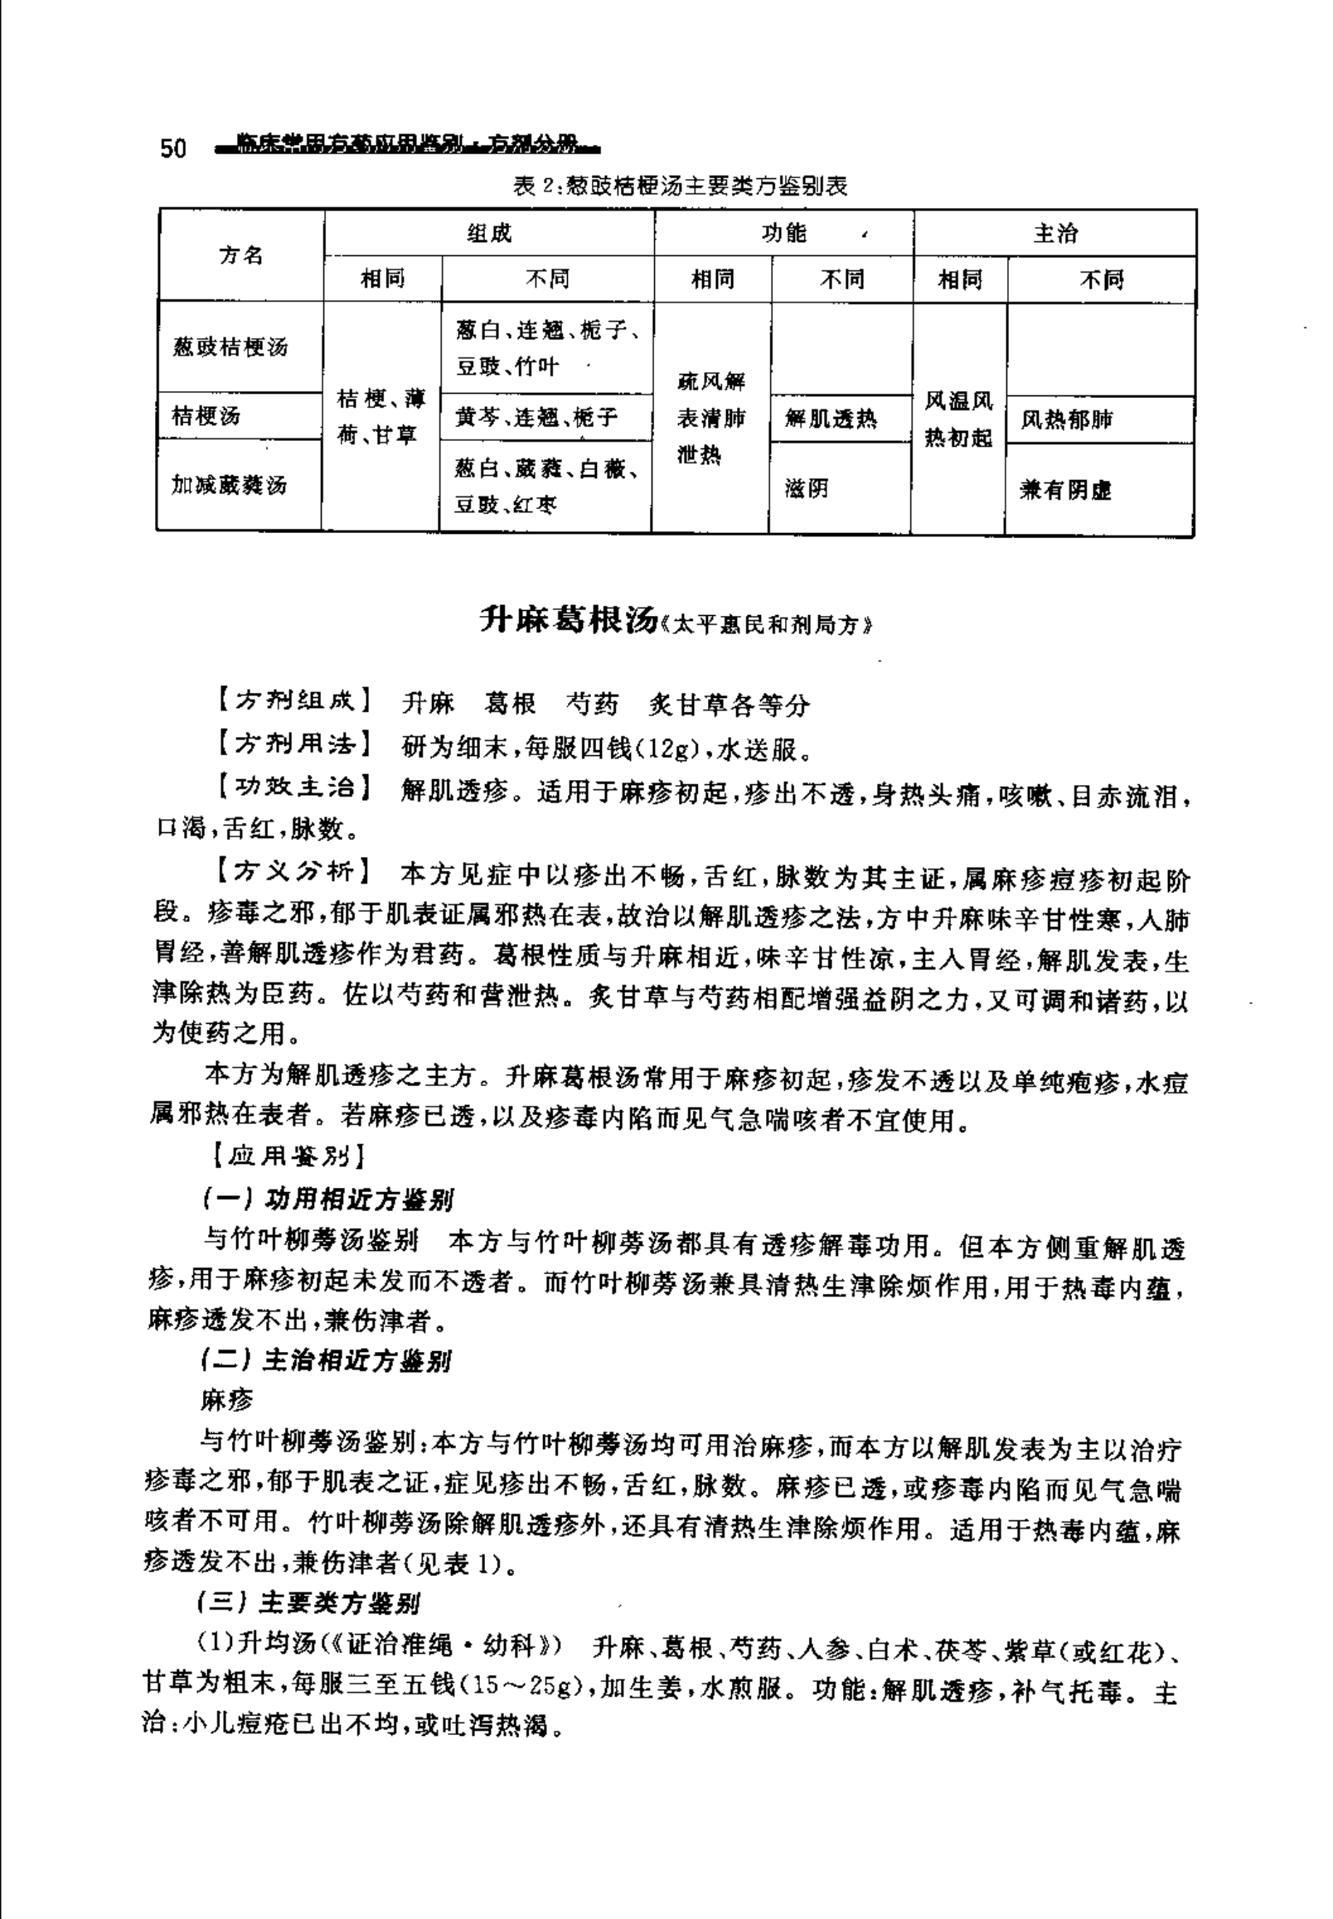 50 临床常用方药应用鉴别·方剂分册
表 2:葱豉桔梗汤主要类方鉴别表
方名 组成 功能 主治
相同 不同 相同 不同 相同 不同
葱豉桔梗汤 桔梗、薄荷、甘草 葱白、连翘、栀子、豆豉、竹叶 疏风解表清肺泄热 风温风热初起
桔梗汤 黄芩、连翘、栀子 解肌透热 风热郁肺
加减葳蕤汤 葱白、葳蕤、白薇、豆豉、红枣 滋阴 兼有阴虚
升麻葛根汤《太平惠民和剂局方》
【方剂组成】 升麻 葛根 芍药 炙甘草各等分
【方剂用法】 研为细末,每服四钱(12g),水送服。
【功效主治】 解肌透疹。适用于麻疹初起,疹出不透,身热头痛,咳嗽、目赤流泪,
口渴,舌红,脉数。
【方义分析】 本方见症中以疹出不畅,舌红,脉数为其主证,属麻疹痘疹初起阶
段。疹毒之邪,郁于肌表证属邪热在表,故治以解肌透疹之法,方中升麻味辛甘性寒,入肺
胃经,善解肌透疹作为君药。葛根性质与升麻相近,味辛甘性凉,主入胃经,解肌发表,生
津除热为臣药。佐以芍药和营泄热。炙甘草与芍药相配增强益阴之力,又可调和诸药,以
为使药之用。
本方为解肌透疹之主方。升麻葛根汤常用于麻疹初起,疹发不透以及单纯疱疹,水痘
属邪热在表者。若麻疹已透,以及疹毒内陷而见气急喘咳者不宜使用。
【应用鉴别】
(一)功用相近方鉴别
与竹叶柳蒡汤鉴别 本方与竹叶柳蒡汤都具有透疹解毒功用。但本方侧重解肌透
疹,用于麻疹初起未发而不透者。而竹叶柳蒡汤兼具清热生津除烦作用,用于热毒内蕴,
麻疹透发不出,兼伤津者。
(二)主治相近方鉴别
麻疹
与竹叶柳蒡汤鉴别:本方与竹叶柳蒡汤均可用治麻疹,而本方以解肌发表为主以治疗
疹毒之邪,郁于肌表之证,症见疹出不畅,舌红,脉数。麻疹已透,或疹毒内陷而见气急喘
咳者不可用。竹叶柳蒡汤除解肌透疹外,还具有清热生津除烦作用。适用于热毒内蕴,麻
疹透发不出,兼伤津者(见表 1)。
(三)主要类方鉴别
(1)升均汤(《证治准绳·幼科》) 升麻、葛根、芍药、人参、白术、茯苓、紫草(或红花)、
甘草为粗末,每服三至五钱(15～25g),加生姜,水煎服。功能:解肌透疹,补气托毒。主
治:小儿痘疮已出不均,或吐泻热渴。